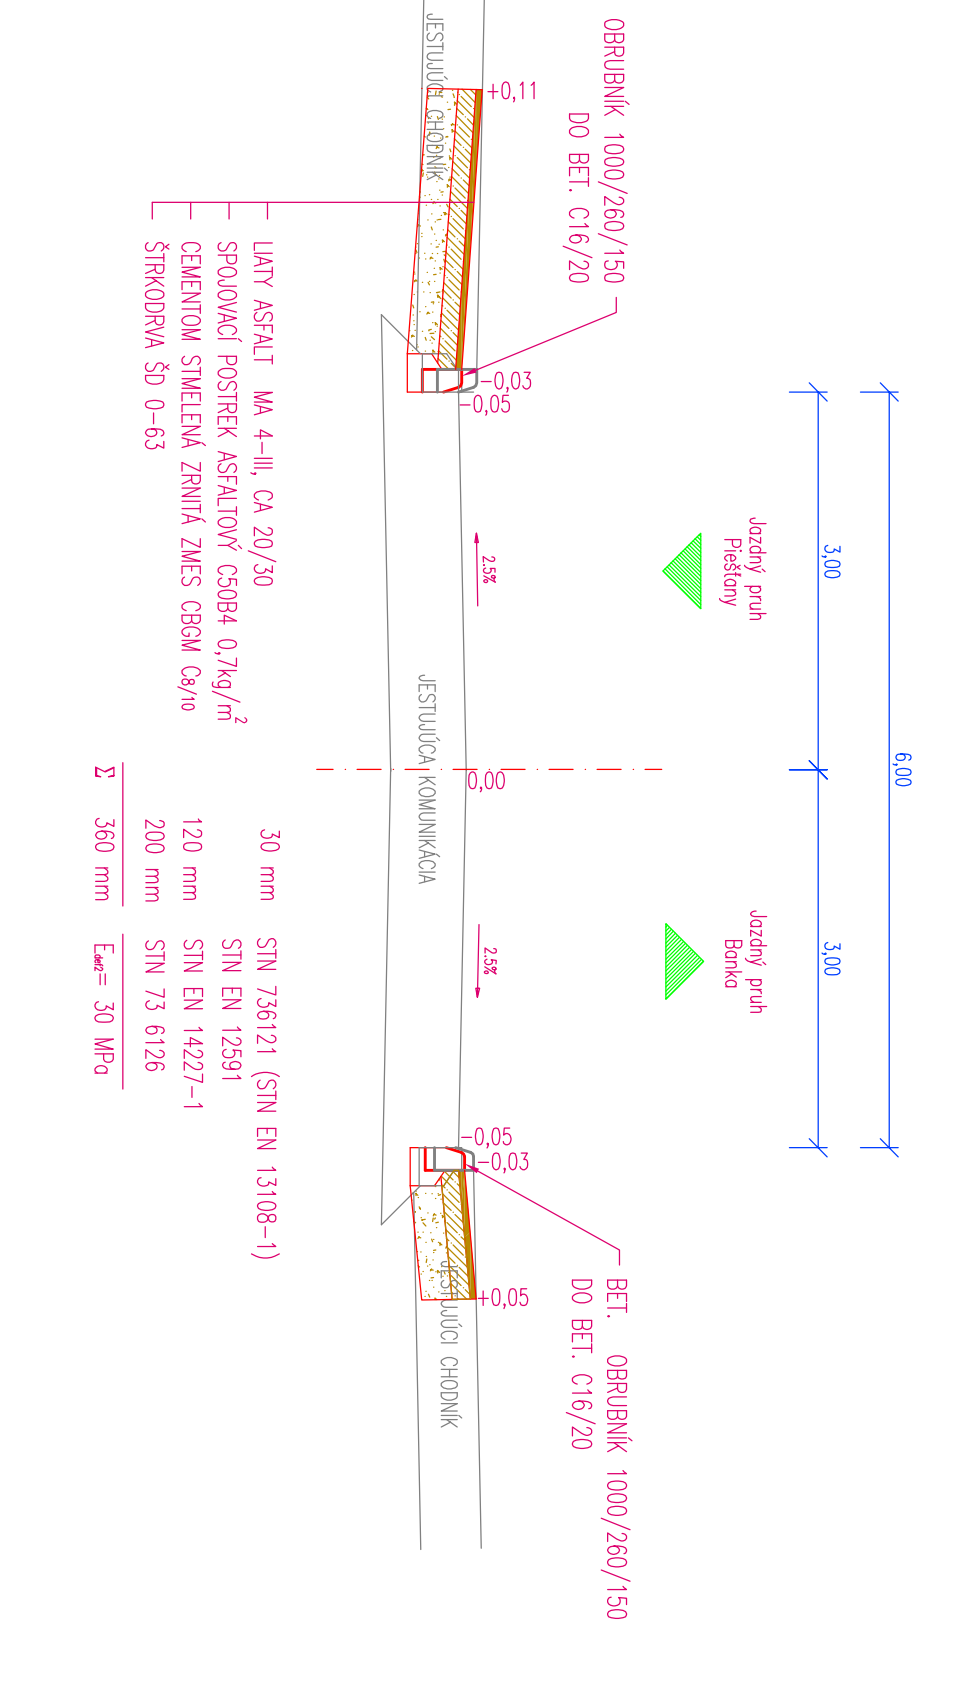 6,00
3,00
3,00
Jazdný pruh
Piešťany
Jazdný pruh
Banka
OBRUBNÍK 1000/260/150
DO BET. C16/20
BET. OBRUBNÍK 1000/260/150
DO BET. C16/20
+0,11
-0,03
-0,05
2.5%
0,00
2.5%
-0,05
-0,03
+0,05
JESTUJÚCI CHODNÍK
JESTUJÚCA KOMUNIKÁCIA
JESTUJÚCI CHODNÍK
LIATY ASFALT MA 4-III, CA 20/30 30 mm STN 736121 (STN EN 13108-1)
SPOJOVACÍ POSTREK ASFALTOVÝ C50B4 0,7kg/m² STN EN 12591
CEMENTOM STMELENÁ ZRNITÁ ZMES CBGM C8/10 120 mm STN EN 14227-1
ŠTRKODRVA ŠD 0-63 200 mm STN 73 6126
Σ 360 mm Edef2= 30 MPa